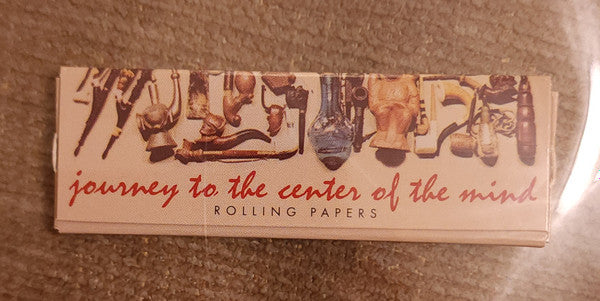 journey to the center of the mind
ROLLING PAPERS